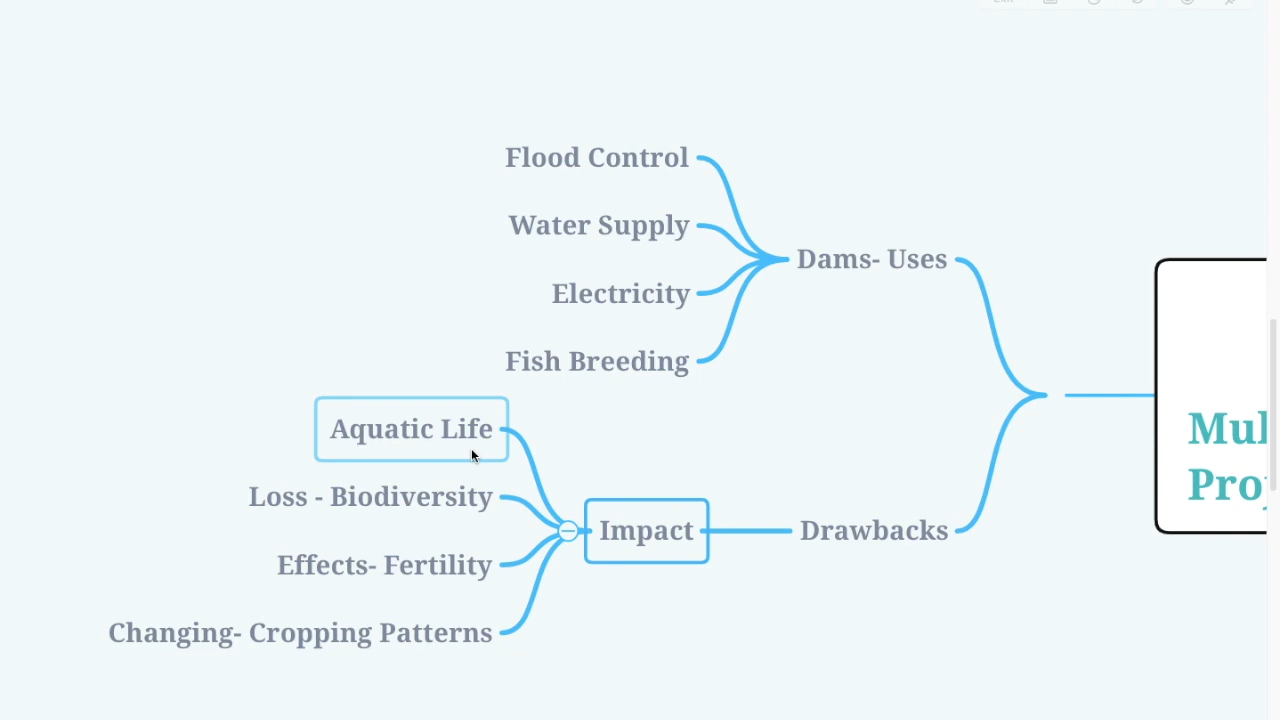 Flood Control
Water Supply
Dams- Uses
Electricity
Fish Breeding
Aquatic Life
Loss - Biodiversity
Impact
Drawbacks
Effects- Fertility
Changing- Cropping Patterns